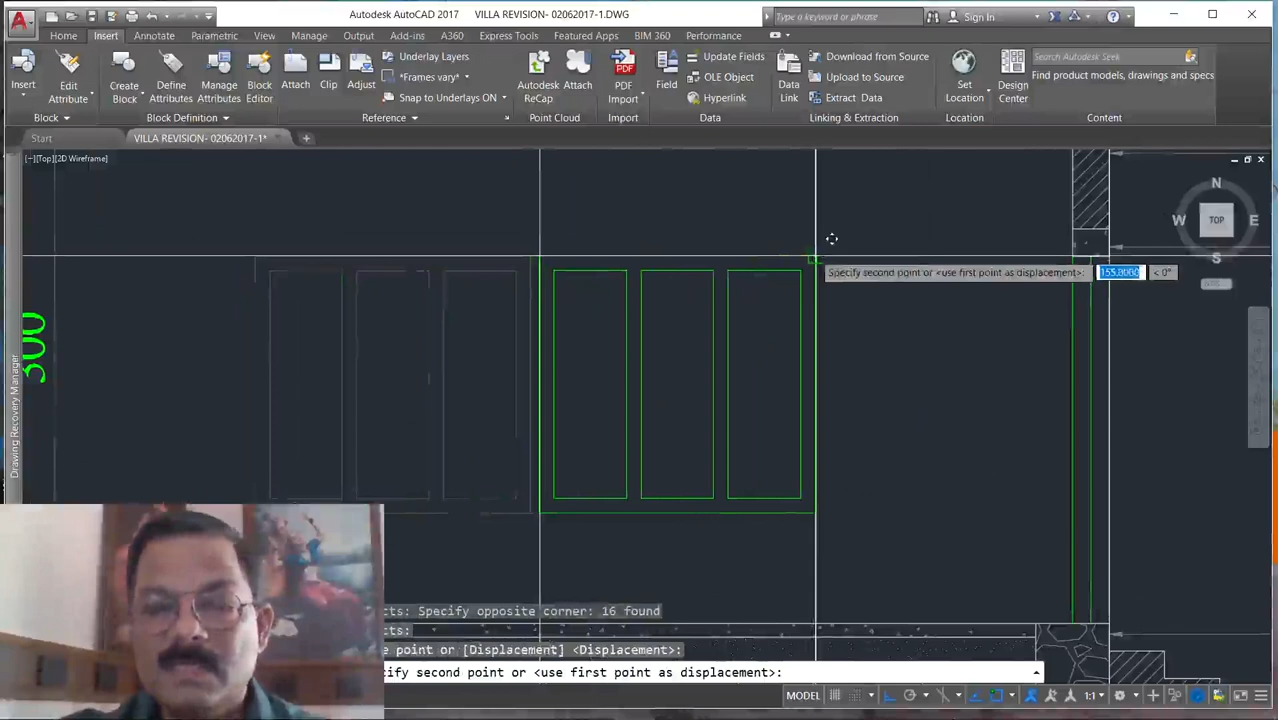 Autodesk AutoCAD 2017 VILLA REVISION- 02062017-1.DWG
Type a keyword or phrase
Sign In
Home Insert Annotate Parametric View Manage Output Add-ins A360 Express Tools Featured Apps BIM 360 Performance
Insert
Edit Attribute
Create Block
Define Attributes
Manage Attributes
Block Editor
Attach
Clip
Adjust
Underlay Layers
*Frames vary*
Snap to Underlays ON
Autodesk ReCap
Attach
PDF Import
Field
Update Fields
OLE Object
Hyperlink
Data Link
Download from Source
Upload to Source
Extract Data
Set Location
Design Center
Search Autodesk Seek
Find product models, drawings and specs
Block
Block Definition
Reference
Point Cloud
Import
Data
Linking & Extraction
Location
Content
Start
VILLA REVISION- 02062017-1*
[−][Top][2D Wireframe]
N
W TOP E
S
Specify second point or <use first point as displacement>: 155.0000 < 0°
300
Drawing Recovery Manager
cts: Specify opposite corner: 16 found
cts:
e point or [Displacement] <Displacement>:
cify second point or <use first point as displacement>:
MODEL
1:1